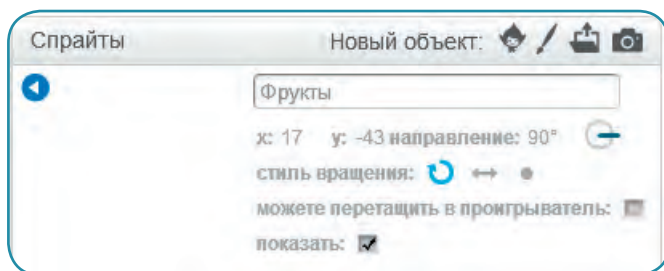 Спрайты Новый объект:
Фрукты
x: 17 y: -43 направление: 90°
стиль вращения:
можете перетащить в проигрыватель:
показать: